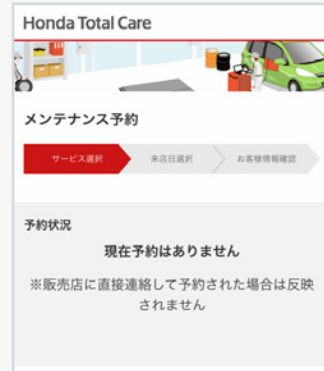 Honda Total Care
メンテナンス予約
サービス選択
来店日選択
お客様情報確認
予約状況
現在予約はありません
※販売店に直接連絡して予約された場合は反映
されません